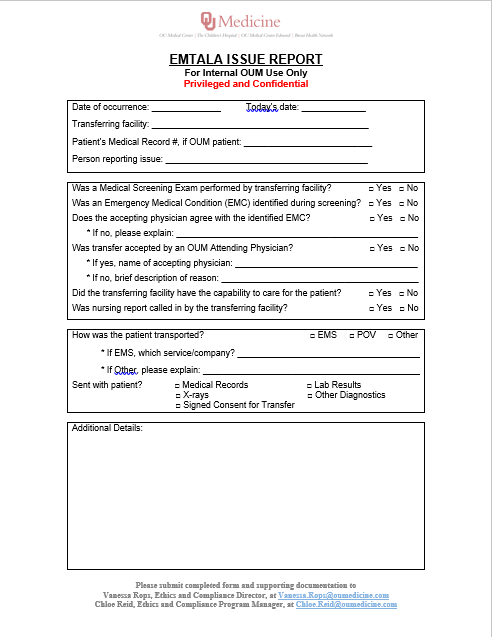 OU Medicine
OU Medical Center | The Children's Hospital | OU Medical Center Edmond | Breast Health Network
EMTALA ISSUE REPORT
For Internal OUM Use Only
Privileged and Confidential
Date of occurrence: ______________ Today's date: _____________
Transferring facility: _______________________________________
Patient's Medical Record #, if OUM patient: __________________________
Person reporting issue: ___________________________________
Was a Medical Screening Exam performed by transferring facility? □ Yes □ No
Was an Emergency Medical Condition (EMC) identified during screening? □ Yes □ No
Does the accepting physician agree with the identified EMC? □ Yes □ No
* If no, please explain: _________________________________________________
Was transfer accepted by an OUM Attending Physician? □ Yes □ No
* If yes, name of accepting physician: _____________________________________
* If no, brief description of reason: ________________________________________
Did the transferring facility have the capability to care for the patient? □ Yes □ No
Was nursing report called in by the transferring facility? □ Yes □ No
How was the patient transported? □ EMS □ POV □ Other
* If EMS, which service/company? _____________________________________
* If Other, please explain: ____________________________________________
Sent with patient? □ Medical Records □ Lab Results
□ X-rays □ Other Diagnostics
□ Signed Consent for Transfer
Additional Details:
Please submit completed form and supporting documentation to
Vanessa Rops, Ethics and Compliance Director, at Vanessa.Rops@oumedicine.com
Chloe Reid, Ethics and Compliance Program Manager, at Chloe.Reid@oumedicine.com